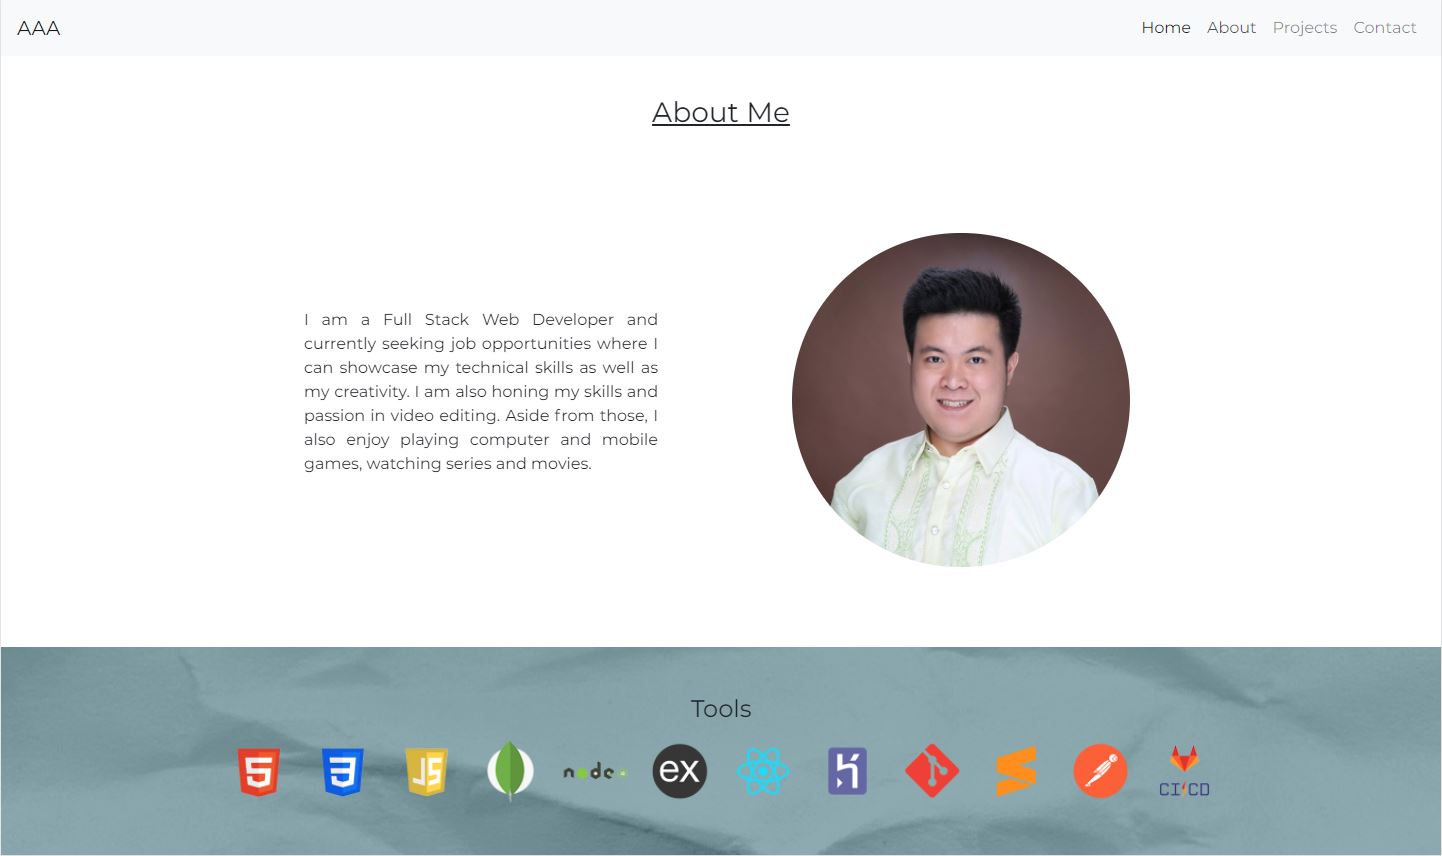 AAA
Home About Projects Contact
About Me
I am a Full Stack Web Developer and
currently seeking job opportunities where I
can showcase my technical skills as well as
my creativity. I am also honing my skills and
passion in video editing. Aside from those, I
also enjoy playing computer and mobile
games, watching series and movies.
Tools
5 3 JS node ex CI/CD